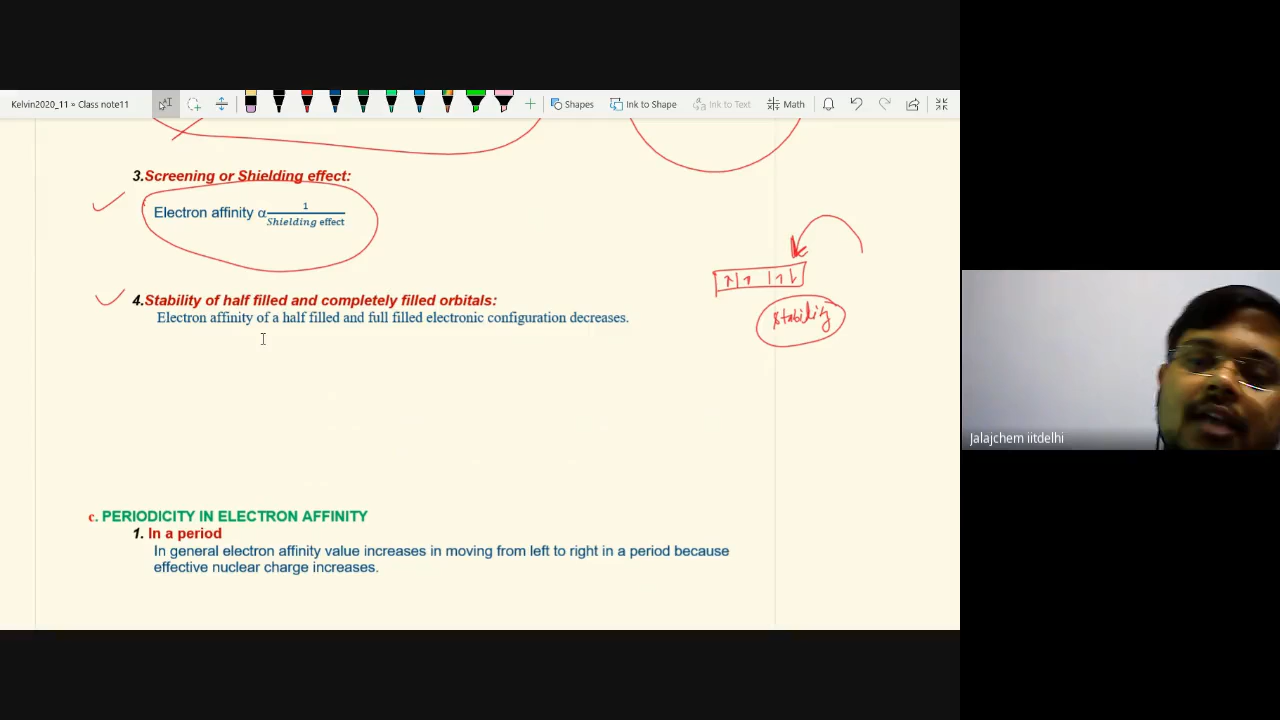 Kelvin2020_11 » Class note11
Shapes
Ink to Shape
Ink to Text
Math
3.Screening or Shielding effect:
Electron affinity α 1
Shielding effect
4.Stability of half filled and completely filled orbitals:
Electron affinity of a half filled and full filled electronic configuration decreases.
Stability
Jalajchem iitdelhi
c. PERIODICITY IN ELECTRON AFFINITY
1. In a period
In general electron affinity value increases in moving from left to right in a period because
effective nuclear charge increases.